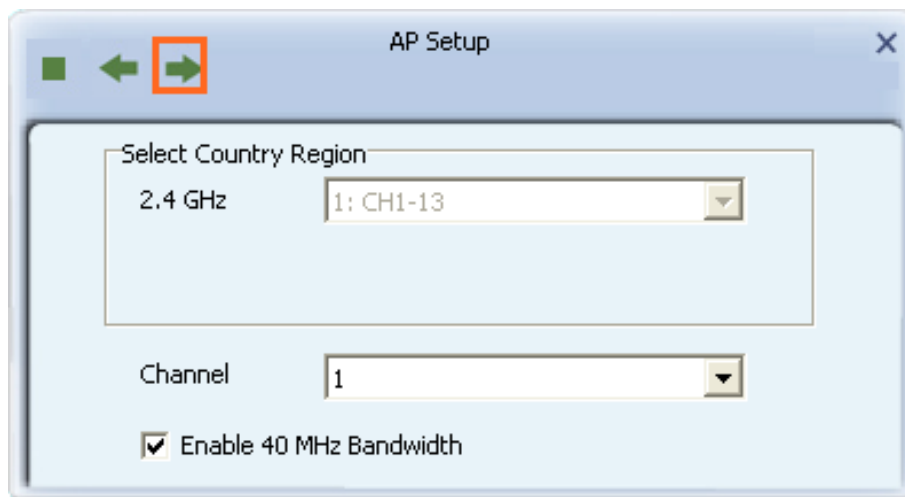 AP Setup
Select Country Region
2.4 GHz
1: CH1-13
Channel
1
Enable 40 MHz Bandwidth